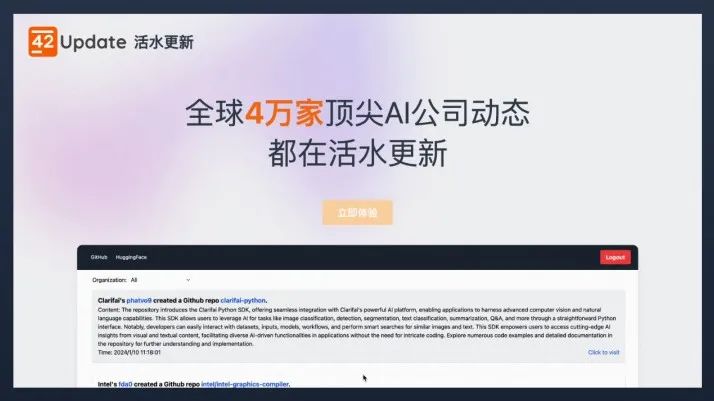 42 Update 活水更新
全球4万家顶尖AI公司动态
都在活水更新
立即体验
GitHub HuggingFace Logout
Organization: All
Clarifai's phatvo9 created a Github repo clarifai-python.
Content: The repository introduces the Clarifai Python SDK, offering seamless integration with Clarifai's powerful AI platform, enabling applications to harness advanced computer vision and natural
language capabilities. This SDK allows users to leverage AI for tasks like image classification, detection, segmentation, text classification, summarization, Q&A, and more through a straightforward Python
interface. Notably, developers can easily interact with datasets, inputs, models, workflows, and perform smart searches for similar images and text. This SDK empowers users to access cutting-edge AI
insights from visual and textual content, facilitating diverse AI-driven functionalities in applications without the need for intricate coding. Explore numerous code examples and detailed documentation in
the repository for further understanding and implementation.
Time: 2024/1/10 11:18:01 Click to visit
Intel's fda0 created a Github repo intel/intel-graphics-compiler.